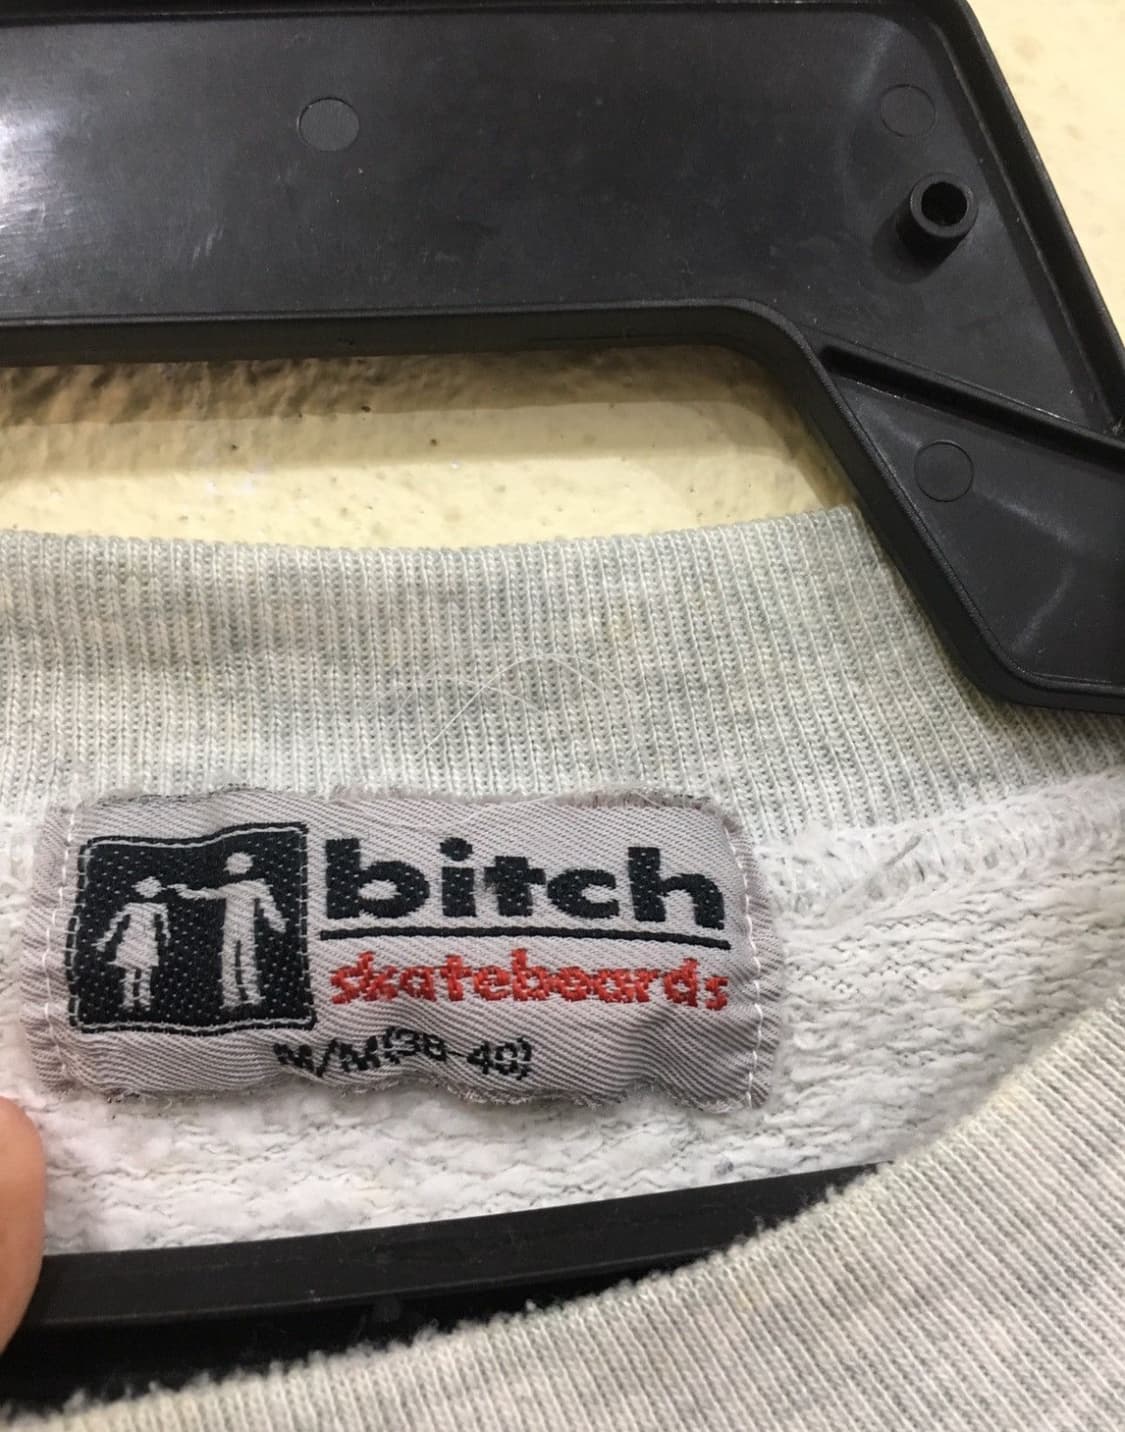 bitch
skateboards
M/M(38-40)